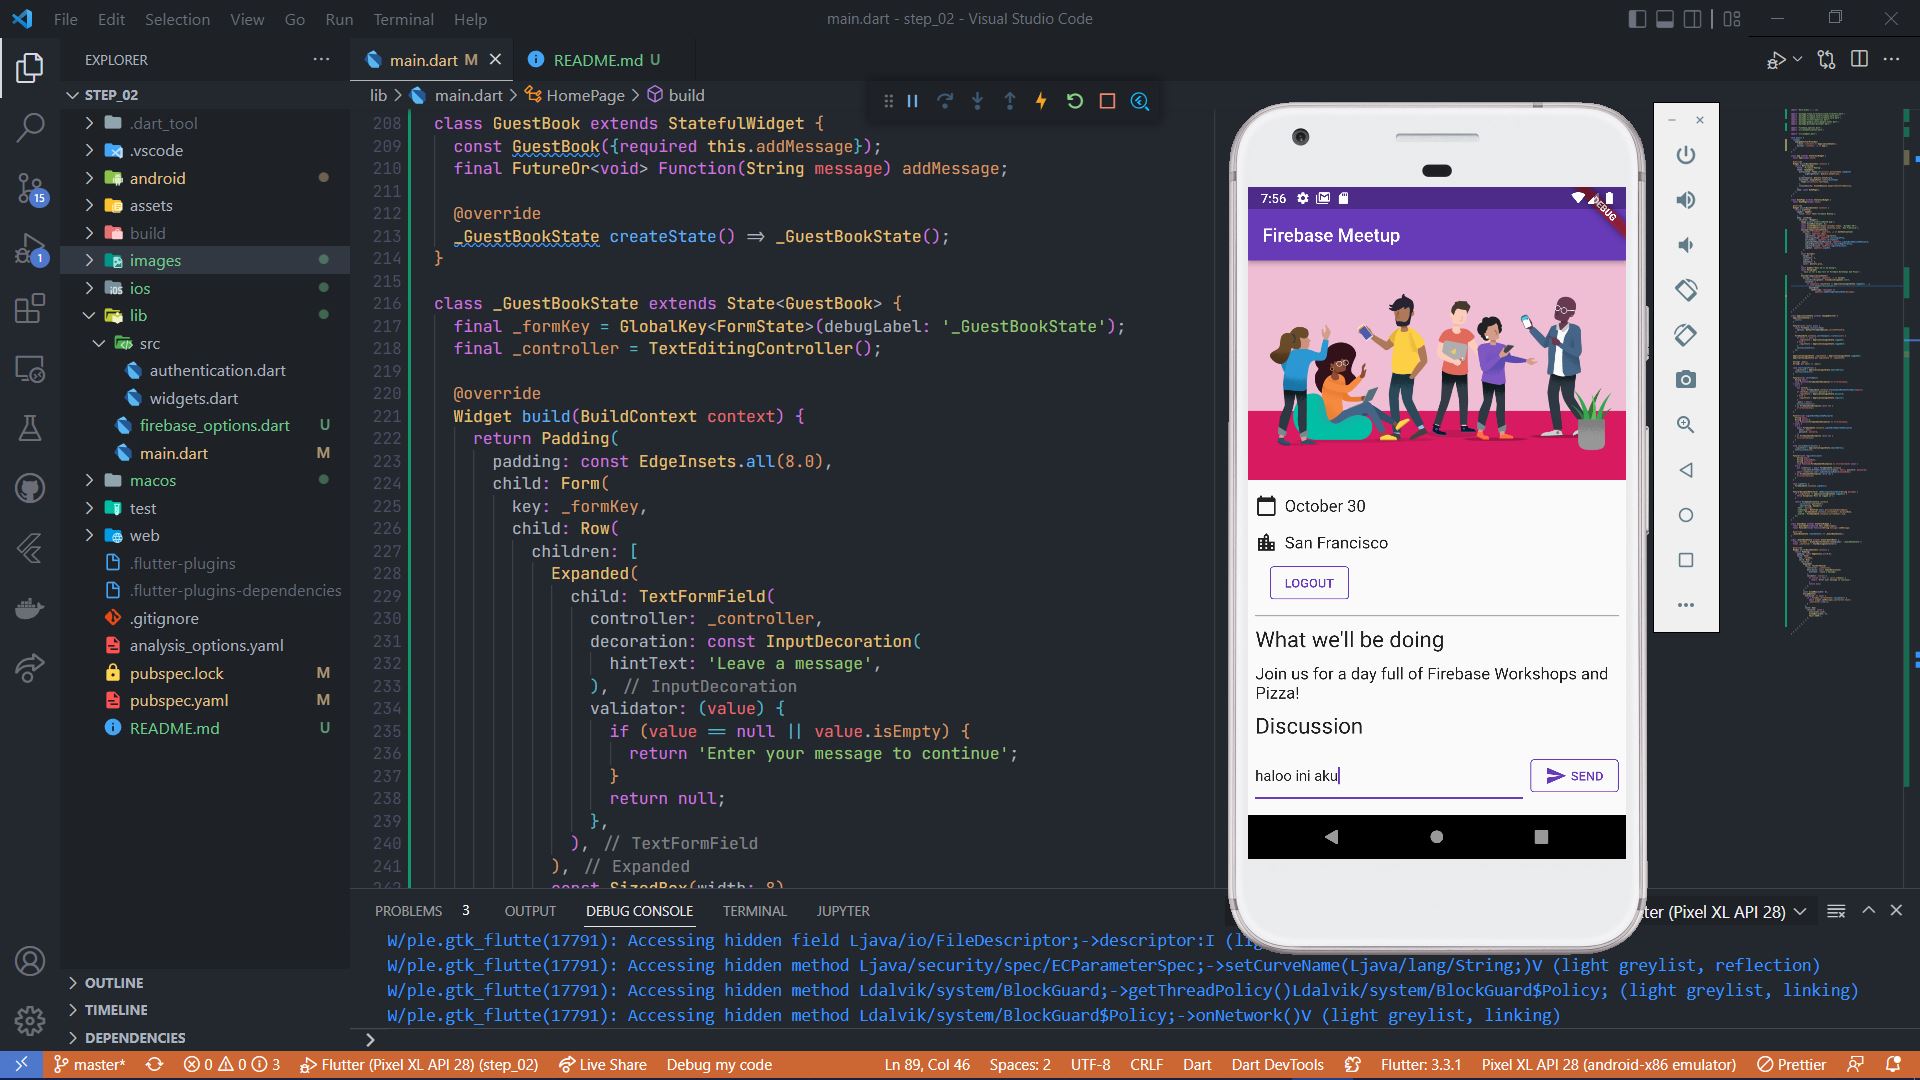 File Edit Selection View Go Run Terminal Help
main.dart - step_02 - Visual Studio Code
EXPLORER
main.dart M
README.md U
STEP_02
.dart_tool
.vscode
android
assets
build
images
ios
lib
src
authentication.dart
widgets.dart
firebase_options.dart U
main.dart M
macos
test
web
.flutter-plugins
.flutter-plugins-dependencies
.gitignore
analysis_options.yaml
pubspec.lock M
pubspec.yaml M
README.md U
OUTLINE
TIMELINE
DEPENDENCIES
15
1
lib > main.dart > HomePage > build
208 class GuestBook extends StatefulWidget {
209 const GuestBook({required this.addMessage});
210 final FutureOr<void> Function(String message) addMessage;
211
212 @override
213 _GuestBookState createState() => _GuestBookState();
214 }
215
216 class _GuestBookState extends State<GuestBook> {
217 final _formKey = GlobalKey<FormState>(debugLabel: '_GuestBookState');
218 final _controller = TextEditingController();
219
220 @override
221 Widget build(BuildContext context) {
222 return Padding(
223 padding: const EdgeInsets.all(8.0),
224 child: Form(
225 key: _formKey,
226 child: Row(
227 children: [
228 Expanded(
229 child: TextFormField(
230 controller: _controller,
231 decoration: const InputDecoration(
232 hintText: 'Leave a message',
233 ), // InputDecoration
234 validator: (value) {
235 if (value == null || value.isEmpty) {
236 return 'Enter your message to continue';
237 }
238 return null;
239 },
240 ), // TextFormField
241 ), // Expanded
242 const SizedBox(width: 8)
7:56
DEBUG
Firebase Meetup
October 30
San Francisco
LOGOUT
What we'll be doing
Join us for a day full of Firebase Workshops and
Pizza!
Discussion
haloo ini aku
SEND
PROBLEMS 3 OUTPUT DEBUG CONSOLE TERMINAL JUPYTER
tter (Pixel XL API 28)
W/ple.gtk_flutte(17791): Accessing hidden field Ljava/io/FileDescriptor;->descriptor:I (lig
W/ple.gtk_flutte(17791): Accessing hidden method Ljava/security/spec/ECParameterSpec;->setCurveName(Ljava/lang/String;)V (light greylist, reflection)
W/ple.gtk_flutte(17791): Accessing hidden method Ldalvik/system/BlockGuard;->getThreadPolicy()Ldalvik/system/BlockGuard$Policy; (light greylist, linking)
W/ple.gtk_flutte(17791): Accessing hidden method Ldalvik/system/BlockGuard$Policy;->onNetwork()V (light greylist, linking)
master* 0 0 3 Flutter (Pixel XL API 28) (step_02) Live Share Debug my code Ln 89, Col 46 Spaces: 2 UTF-8 CRLF Dart Dart DevTools Flutter: 3.3.1 Pixel XL API 28 (android-x86 emulator) Prettier